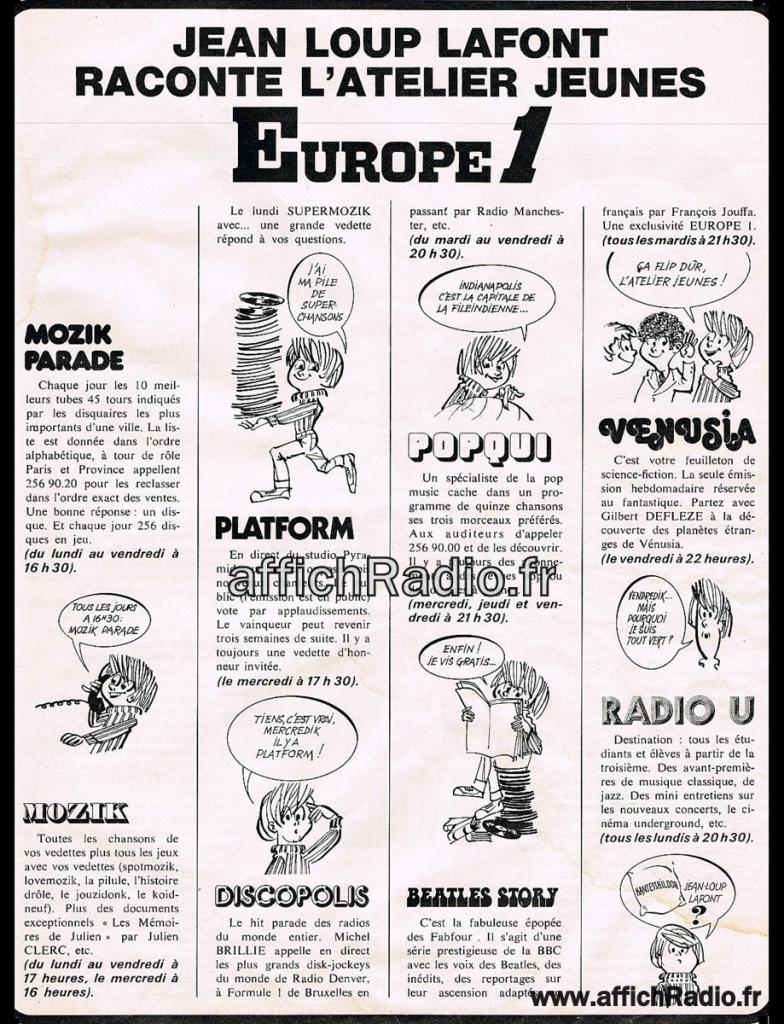 JEAN LOUP LAFONT
RACONTE L'ATELIER JEUNES
EUROPE 1
MOZIK
PARADE
Chaque jour les 10 meil-
leurs tubes 45 tours indiqués
par les disquaires les plus
importants d'une ville. La lis-
te est donnée dans l'ordre
alphabétique, à tour de rôle
Paris et Province appellent
256 90.20 pour les reclasser
dans l'ordre exact des ventes.
Une bonne réponse : un dis-
que. Et chaque jour 256 dis-
ques en jeu.
(du lundi au vendredi à
16 h 30).
TOUS LES JOURS
A 16H30:
MOZIK PARADE
MOZIK
Toutes les chansons de
vos vedettes plus tous les jeux
avec vos vedettes (spotmozik,
lovemozik, la pilule, l'histoire
drôle, le jouzidonk, le koid-
neuf). Plus des documents
exceptionnels « Les Mémoi-
res de Julien » par Julien
CLERC, etc.
(du lundi au vendredi à
17 heures, le mercredi à
16 heures).
Le lundi SUPERMOZIK
avec... une grande vedette
répond à vos questions.
J'AI
MA PILE
DE
SUPER-
CHANSONS
PLATFORM
En direct du studio Pyra-
affichRadio.fr
blic (l'émission est en public)
vote par applaudissements.
Le vainqueur peut revenir
trois semaines de suite. Il y a
toujours une vedette d'hon-
neur invitée.
(le mercredi à 17 h 30).
TIENS, C'EST VRAI,
MERCREDIK
IL Y A
PLATFORM !
DISCOPOLIS
Le hit parade des radios
du monde entier. Michel
BRILLIE appelle en direct
les plus grands disk-jockeys
du monde de Radio Denver,
à Formule 1 de Bruxelles en
passant par Radio Manches-
ter, etc.
(du mardi au vendredi à
20 h 30).
INDIANAPOLIS
C'EST LA CAPITALE DE
LA FILEINDIENNE...
POPQUI
Un spécialiste de la pop
music cache dans un pro-
gramme de quinze chansons
ses trois morceaux préférés.
Aux auditeurs d'appeler
256 90.00 et de les découvrir.
Il y a
(mercredi, jeudi et ven-
dredi à 21 h 30).
ENFIN !
JE VIS GRATIS...
BEATLES STORY
C'est la fabuleuse épopée
des Fabfour . Il s'agit d'une
série prestigieuse de la BBC
avec les voix des Beatles, des
inédits, des reportages sur
leur ascension
français par François Jouffa.
Une exclusivité EUROPE 1.
(tous les mardis à 21 h 30).
ÇA FLIP DÛR,
L'ATELIER JEUNES !
VENUSIA
C'est votre feuilleton de
science-fiction. La seule émis-
sion hebdomadaire réservée
au fantastique. Partez avec
Gilbert DEFLEZE à la dé-
couverte des planètes étran-
ges de Vénusia.
(le vendredi à 22 heures).
VENDREDIK...
MAIS
POURQUOI
JE SUIS
TOUT VERT ?
RADIO U
Destination : tous les étu-
diants et élèves à partir de la
troisième. Des avant-premiè-
res de musique classique, de
jazz. Des mini entretiens sur
les nouveaux concerts, le ci-
néma underground, etc.
(tous les lundis à 20 h 30).
JEAN-LOUP
LAFONT
?
www.affichRadio.fr